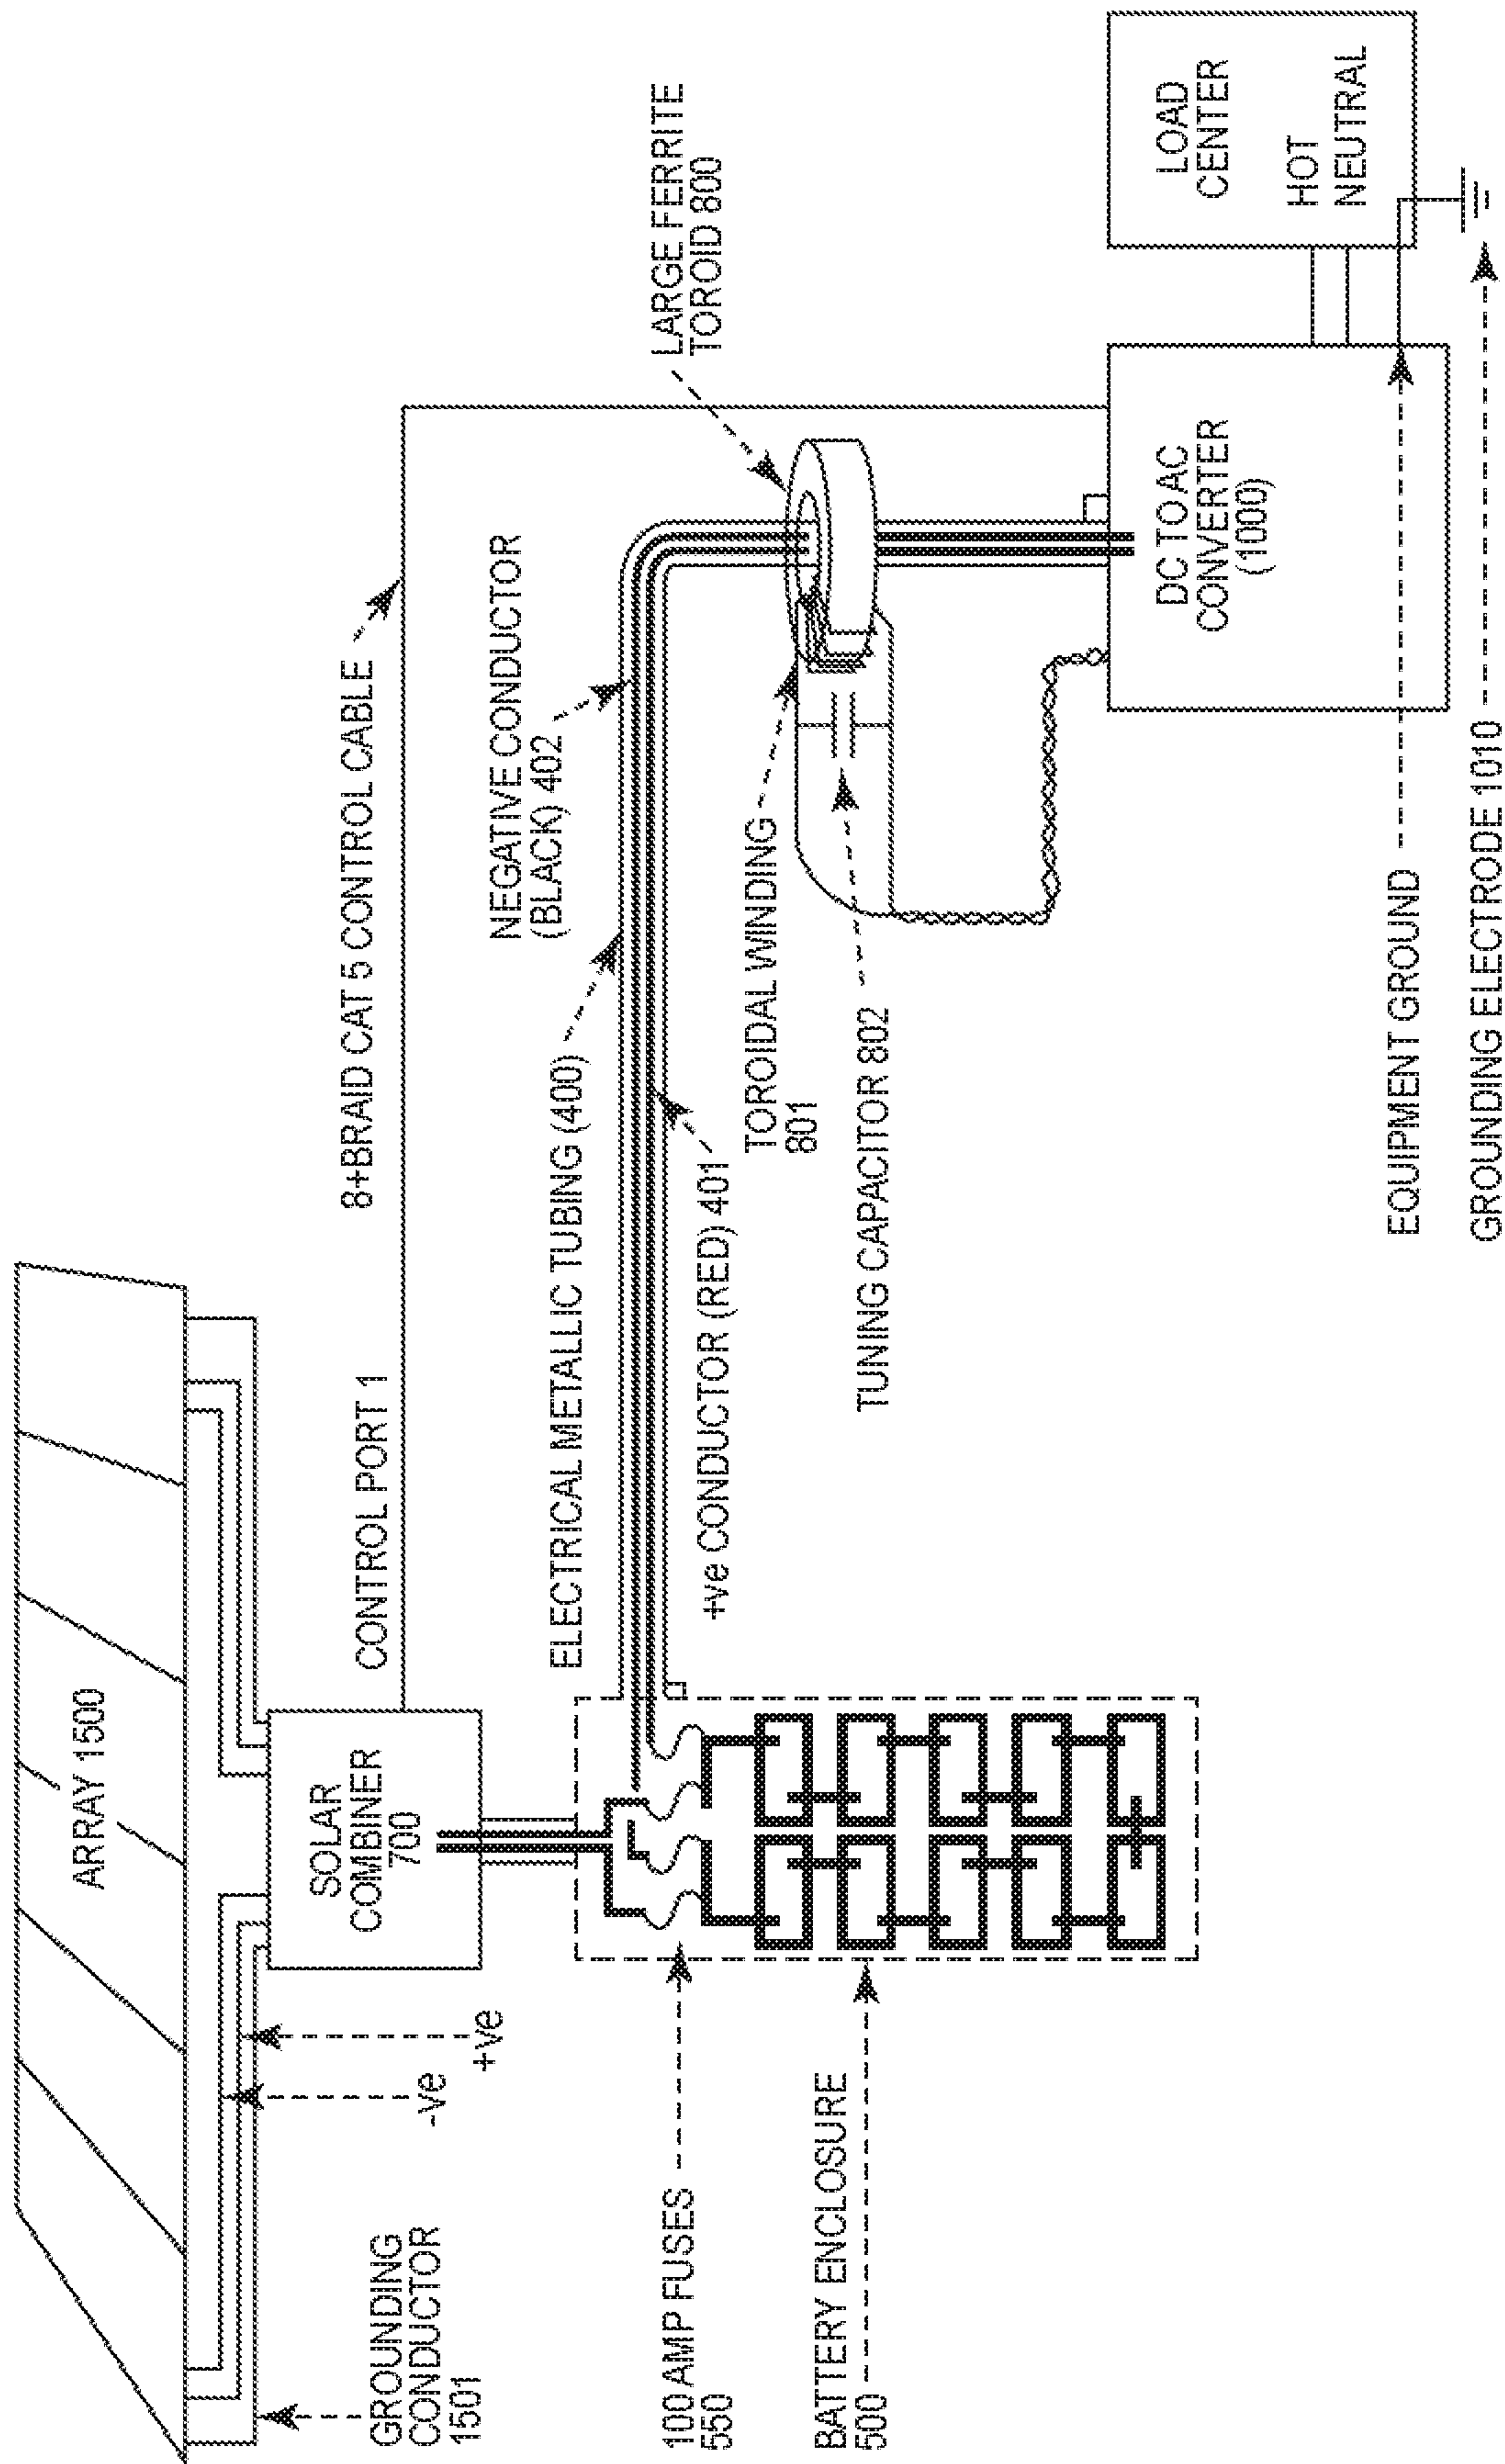 ARRAY 1500
GROUNDING
CONDUCTOR
1501
-ve
+ve
SOLAR
COMBINER
700
CONTROL PORT 1
8+BRAID CAT 5 CONTROL CABLE
100 AMP FUSES
550
BATTERY ENCLOSURE
500
ELECTRICAL METALLIC TUBING (400)
NEGATIVE CONDUCTOR
(BLACK) 402
+ve CONDUCTOR (RED) 401
LARGE FERRITE
TOROID 800
TOROIDAL WINDING
801
TUNING CAPACITOR 802
DC TO AC
CONVERTER
(1000)
LOAD
CENTER
HOT
NEUTRAL
EQUIPMENT GROUND
GROUNDING ELECTRODE 1010